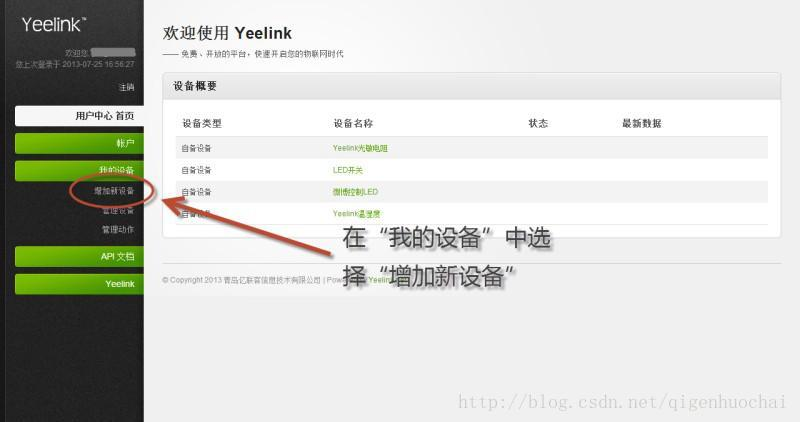 Yeelink™
欢迎您
您上次登录于 2013-07-25 16:56:27
注销
用户中心 首页
帐户
我的设备
增加新设备
管理设备
管理动作
API 文档
Yeelink
欢迎使用 Yeelink
—— 免费、开放的平台，快速开启您的物联网时代
设备概要
设备类型 设备名称 状态 最新数据
自备设备 Yeelink光敏电阻
自备设备 LED开关
自备设备 微博控制LED
自备设备 Yeelink温湿度
在“我的设备”中选
择“增加新设备”
© Copyright 2013 青岛亿联客信息技术有限公司 | Powered Yeelink
http://blog.csdn.net/qigenhuochai